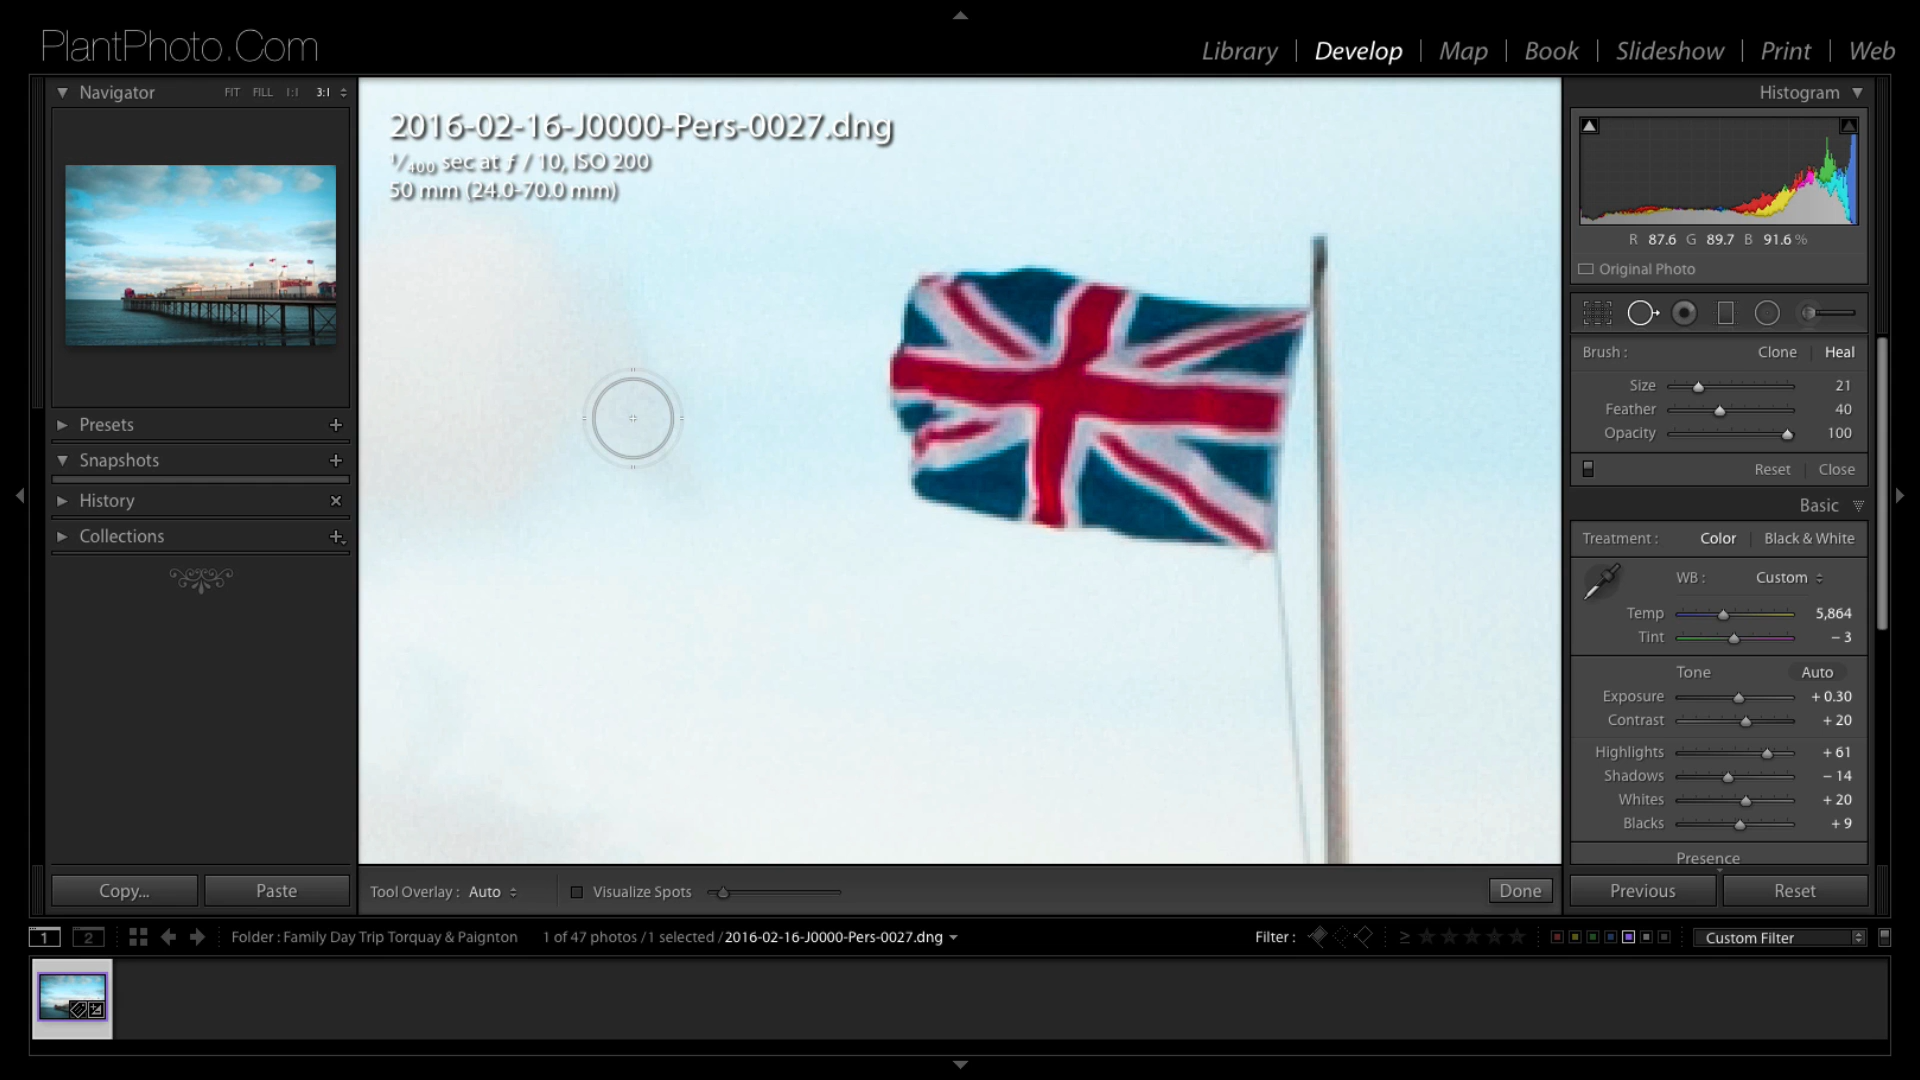 PlantPhoto.Com
Library | Develop | Map | Book | Slideshow | Print | Web
Navigator FIT FILL 1:1 3:1
Presets
Snapshots
History
Collections
Copy... Paste
2016-02-16-J0000-Pers-0027.dng
1/400 sec at ƒ / 10, ISO 200
50 mm (24.0-70.0 mm)
Histogram
R 87.6 G 89.7 B 91.6 %
Original Photo
Brush : Clone | Heal
Size 21
Feather 40
Opacity 100
Reset | Close
Basic
Treatment : Color | Black & White
WB : Custom
Temp 5,864
Tint – 3
Tone Auto
Exposure + 0.30
Contrast + 20
Highlights + 61
Shadows – 14
Whites + 20
Blacks + 9
Presence
Previous Reset
Tool Overlay : Auto Visualize Spots Done
1 2 Folder : Family Day Trip Torquay & Paignton 1 of 47 photos /1 selected /2016-02-16-J0000-Pers-0027.dng Filter : ≥ Custom Filter